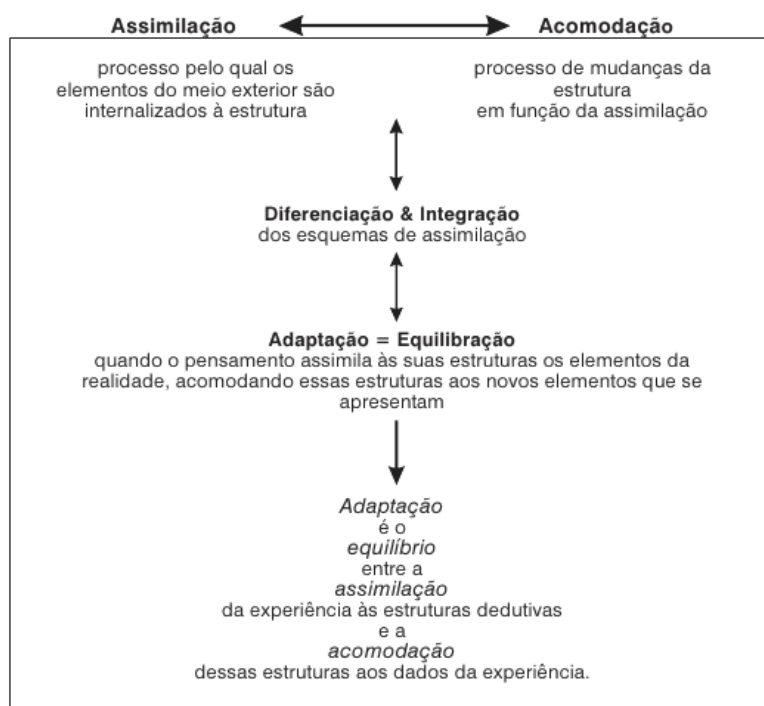 Assimilação Acomodação
processo pelo qual os
elementos do meio exterior são
internalizados à estrutura
processo de mudanças da
estrutura
em função da assimilação
Diferenciação & Integração
dos esquemas de assimilação
Adaptação = Equilibração
quando o pensamento assimila às suas estruturas os elementos da
realidade, acomodando essas estruturas aos novos elementos que se
apresentam
Adaptação
é o
equilíbrio
entre a
assimilação
da experiência às estruturas dedutivas
e a
acomodação
dessas estruturas aos dados da experiência.